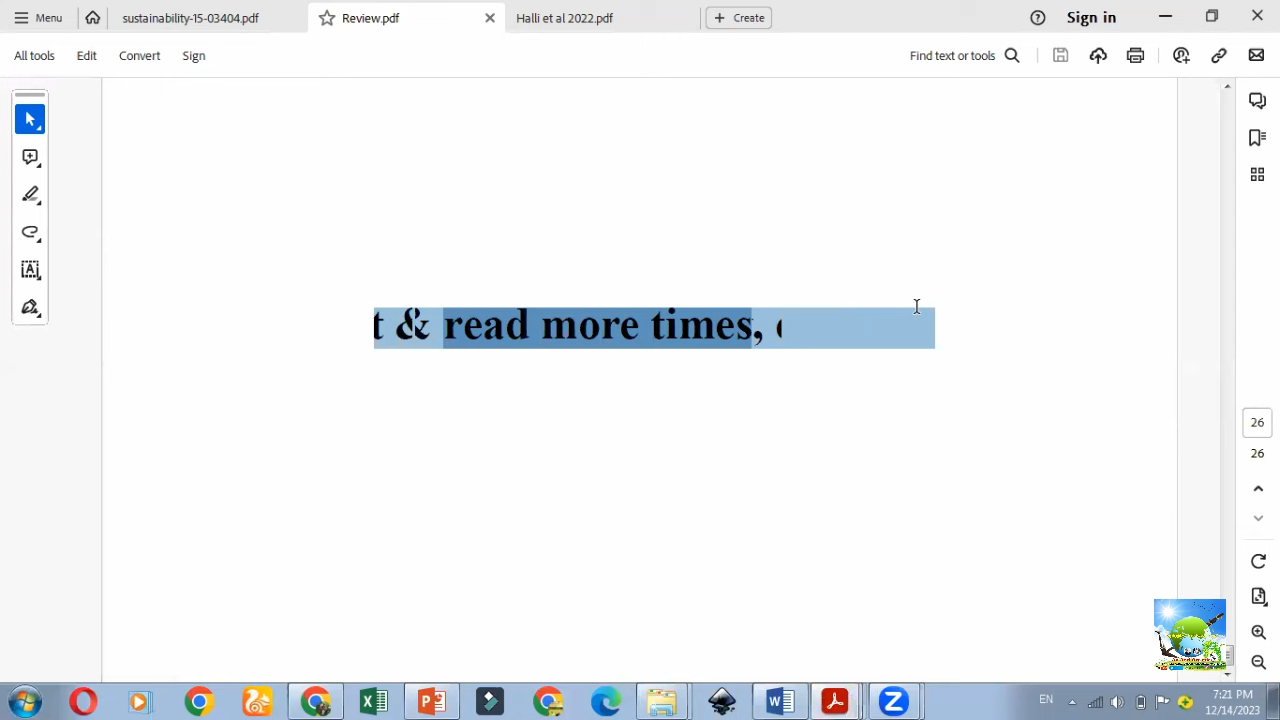 Menu
sustainability-15-03404.pdf
Review.pdf
Halli et al 2022.pdf
Create
Sign in
All tools
Edit
Convert
Sign
Find text or tools
& read more times,
26
26
EN
7:21 PM
12/14/2023